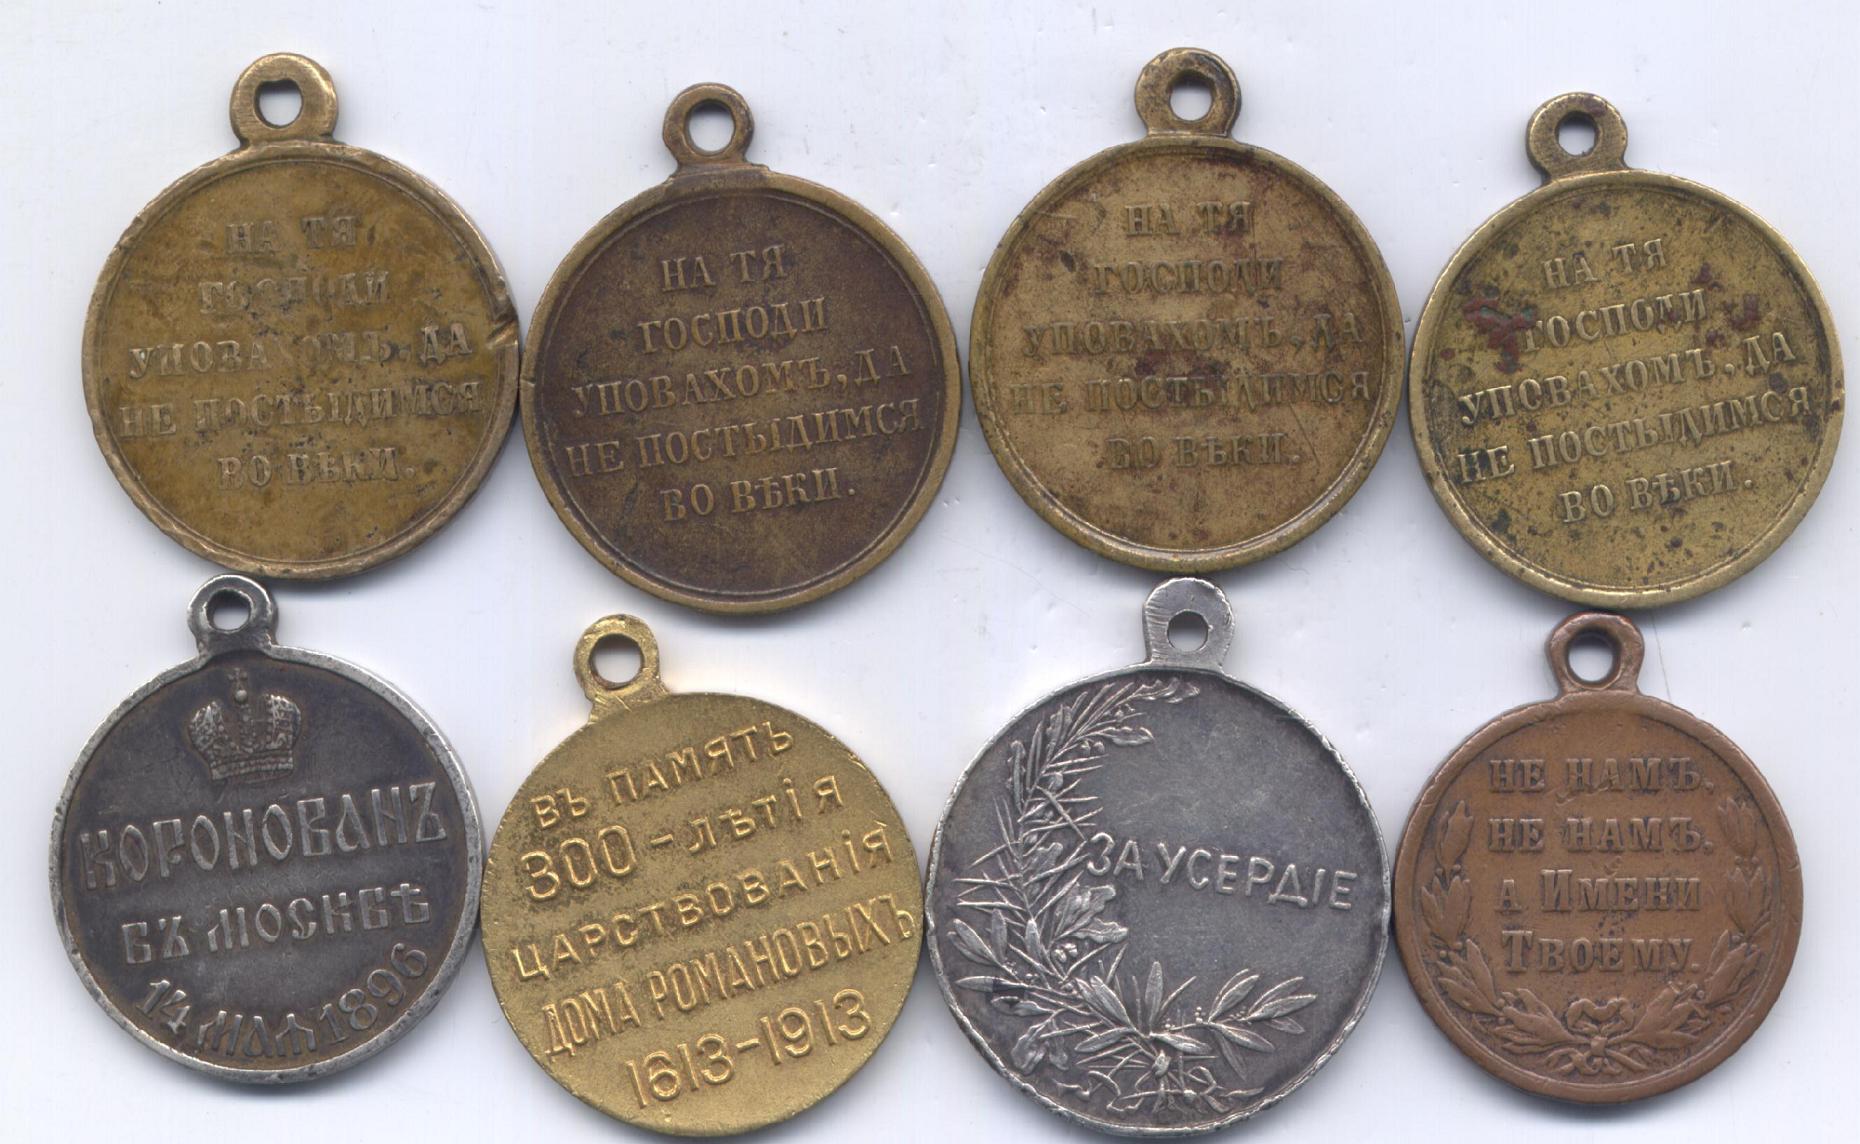 НА ТЯ
ГОСПОДИ
УПОВАХОМЪ, ДА
НЕ ПОСТЫДИМСЯ
ВО ВѢКИ.
НА ТЯ
ГОСПОДИ
УПОВАХОМЪ, ДА
НЕ ПОСТЫДИМСЯ
ВО ВѢКИ.
НА ТЯ
ГОСПОДИ
УПОВАХОМЪ, ДА
НЕ ПОСТЫДИМСЯ
ВО ВѢКИ.
НА ТЯ
ГОСПОДИ
УПОВАХОМЪ, ДА
НЕ ПОСТЫДИМСЯ
ВО ВѢКИ.
КОРОНОВАНЪ
ВЪ МОСКВѢ
14 МАѦ 1896
ВЪ ПАМЯТЬ
300-ЛѢТІЯ
ЦАРСТВОВАНІЯ
ДОМА РОМАНОВЫХЪ
1613-1913
ЗА УСЕРДІЕ
НЕ НАМЪ.
НЕ НАМЪ.
А ИМЕНИ
ТВОЕМУ.